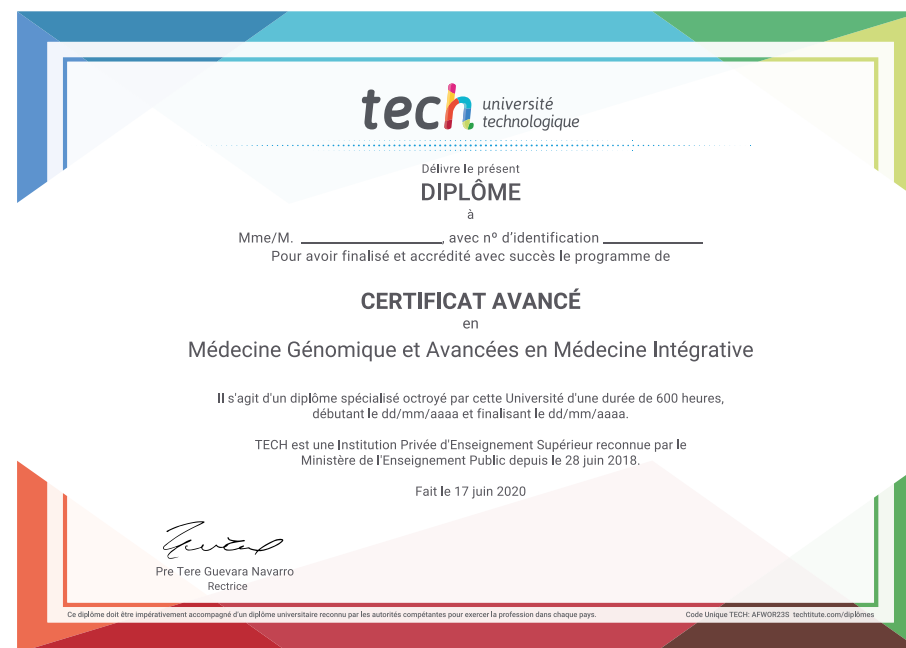 tech université
technologique
Délivre le présent
DIPLÔME
à
Mme/M. ____________________, avec nº d'identification ______________
Pour avoir finalisé et accrédité avec succès le programme de
CERTIFICAT AVANCÉ
en
Médecine Génomique et Avancées en Médecine Intégrative
Il s'agit d'un diplôme spécialisé octroyé par cette Université d'une durée de 600 heures,
débutant le dd/mm/aaaa et finalisant le dd/mm/aaaa.
TECH est une Institution Privée d'Enseignement Supérieur reconnue par le
Ministère de l'Enseignement Public depuis le 28 juin 2018.
Fait le 17 juin 2020
Pre Tere Guevara Navarro
Rectrice
Ce diplôme doit être impérativement accompagné d'un diplôme universitaire reconnu par les autorités compétentes pour exercer la profession dans chaque pays. Code Unique TECH: AFWOR23S techtitute.com/diplômes